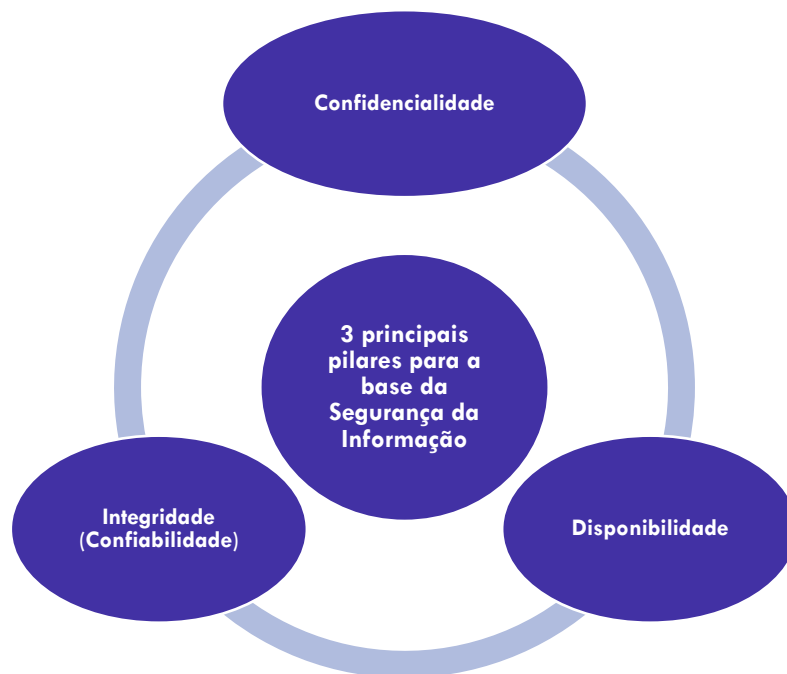 Confidencialidade
3 principais
pilares para a
base da
Segurança da
Informação
Integridade
(Confiabilidade)
Disponibilidade